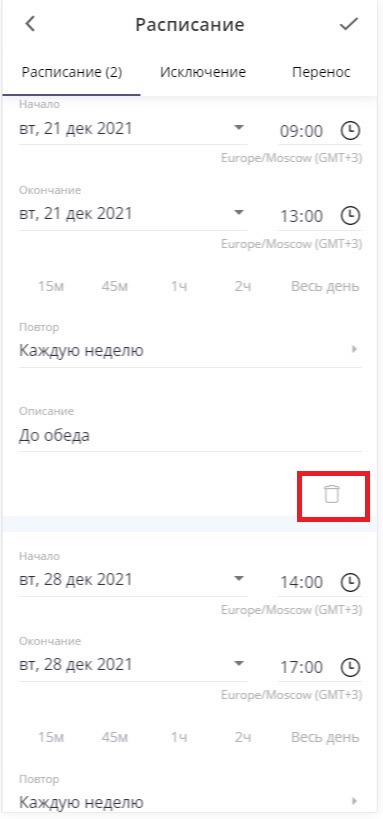 Расписание
Расписание (2) Исключение Перенос
Начало
вт, 21 дек 2021 09:00
Europe/Moscow (GMT+3)
Окончание
вт, 21 дек 2021 13:00
Europe/Moscow (GMT+3)
15м 45м 1ч 2ч Весь день
Повтор
Каждую неделю
Описание
До обеда
Начало
вт, 28 дек 2021 14:00
Europe/Moscow (GMT+3)
Окончание
вт, 28 дек 2021 17:00
Europe/Moscow (GMT+3)
15м 45м 1ч 2ч Весь день
Повтор
Каждую неделю